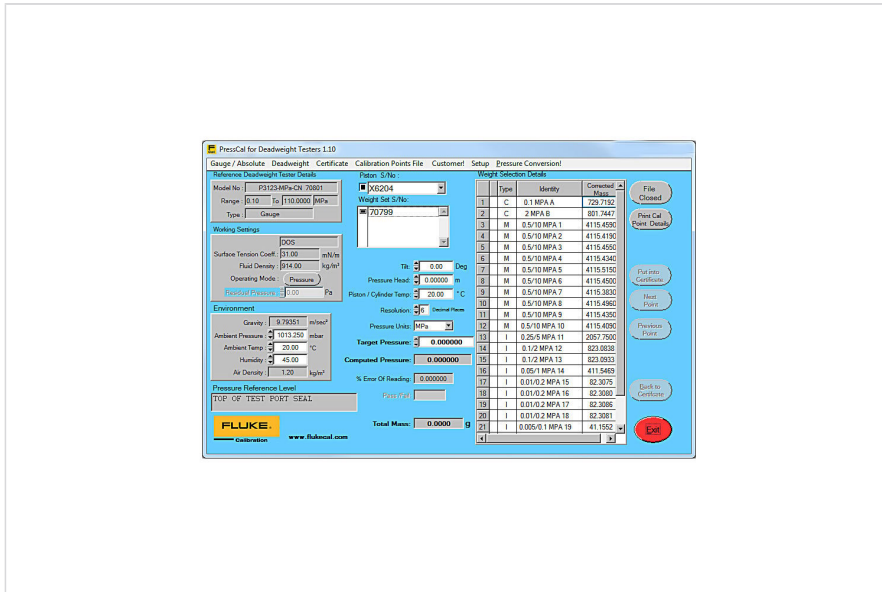 PressCal for Deadweight Testers 1.10
Gauge / Absolute Deadweight Certificate Calibration Points File Customer! Setup Pressure Conversion!
Reference Deadweight Tester Details
Model No : P3123-MPa-CN 70801
Range : 0.10 To 110.0000 MPa
Type : Gauge
Working Settings
DOS
Surface Tension Coeff : 31.00 mN/m
Fluid Density : 914.00 kg/m³
Operating Mode : Pressure
Residual Pressure : 0.00 Pa
Environment
Gravity : 9.79351 m/sec²
Ambient Pressure : 1013.250 mbar
Ambient Temp : 20.00 °C
Humidity : 45.00
Air Density : 1.20 kg/m³
Pressure Reference Level
TOP OF TEST PORT SEAL
FLUKE®
Calibration
www.flukecal.com
Piston S/No :
X6204
Weight Set S/No:
70799
Tilt: 0.00 Deg
Pressure Head: 0.00000 m
Piston / Cylinder Temp: 20.00 °C
Resolution: 6 Decimal Places
Pressure Units: MPa
Target Pressure: 0.000000
Computed Pressure: 0.000000
% Error Of Reading: 0.000000
Total Mass: 0.0000 g
Weight Selection Details
Type Identity Corrected Mass
1 C 0.1 MPA A 729.7192
2 C 2 MPA B 801.7447
3 M 0.5/10 MPA 1 4115.4590
4 M 0.5/10 MPA 2 4115.4190
5 M 0.5/10 MPA 3 4115.4550
6 M 0.5/10 MPA 4 4115.4340
7 M 0.5/10 MPA 5 4115.5150
8 M 0.5/10 MPA 6 4115.4500
9 M 0.5/10 MPA 7 4115.3830
10 M 0.5/10 MPA 8 4115.4960
11 M 0.5/10 MPA 9 4115.4350
12 M 0.5/10 MPA 10 4115.4090
13 I 0.25/5 MPA 11 2057.7500
14 I 0.1/2 MPA 12 823.0838
15 I 0.1/2 MPA 13 823.0933
16 I 0.05/1 MPA 14 411.5469
17 I 0.01/0.2 MPA 15 82.3075
18 I 0.01/0.2 MPA 16 82.3080
19 I 0.01/0.2 MPA 17 82.3086
20 I 0.01/0.2 MPA 18 82.3081
21 I 0.005/0.1 MPA 19 41.1552
File
Closed
Print Cal
Point Details
Put into
Certificate
Next
Point
Previous
Point
Back to
Certificate
Exit